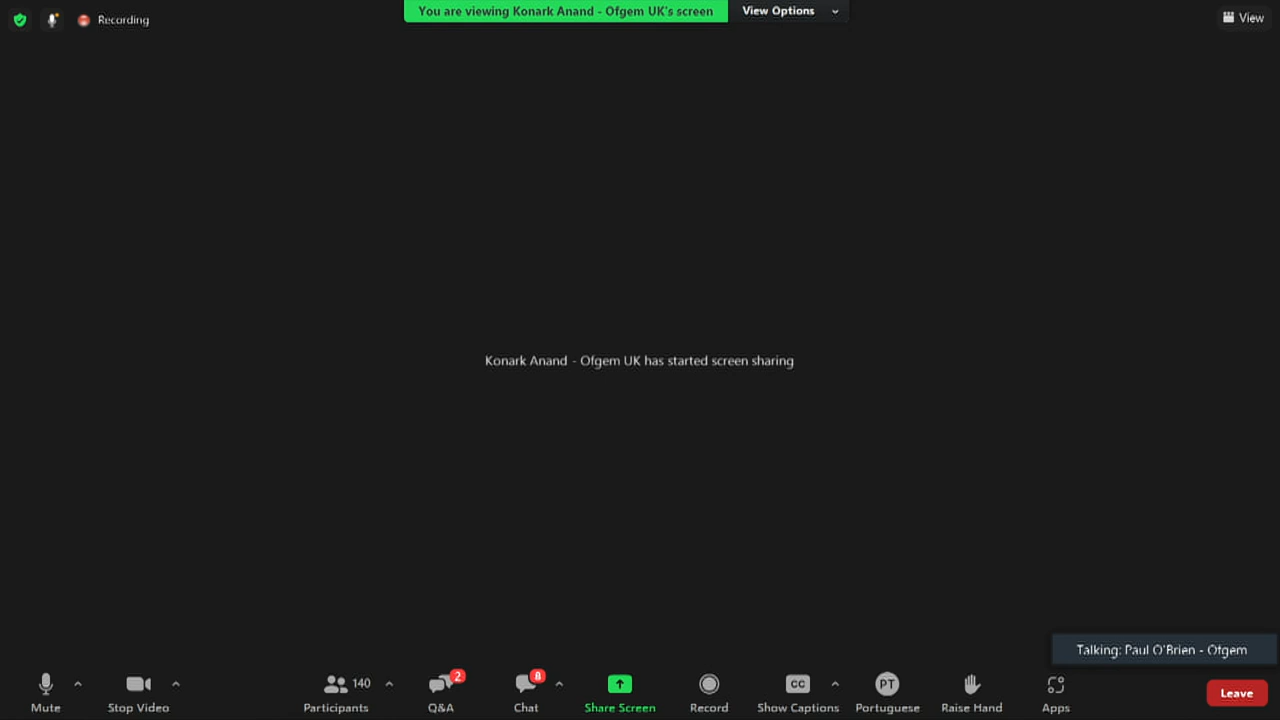 Recording
You are viewing Konark Anand - Ofgem UK's screen
View Options
View
Konark Anand - Ofgem UK has started screen sharing
Talking: Paul O'Brien - Ofgem
Mute
Stop Video
140
Participants
2
Q&A
8
Chat
Share Screen
Record
CC
Show Captions
PT
Portuguese
Raise Hand
Apps
Leave